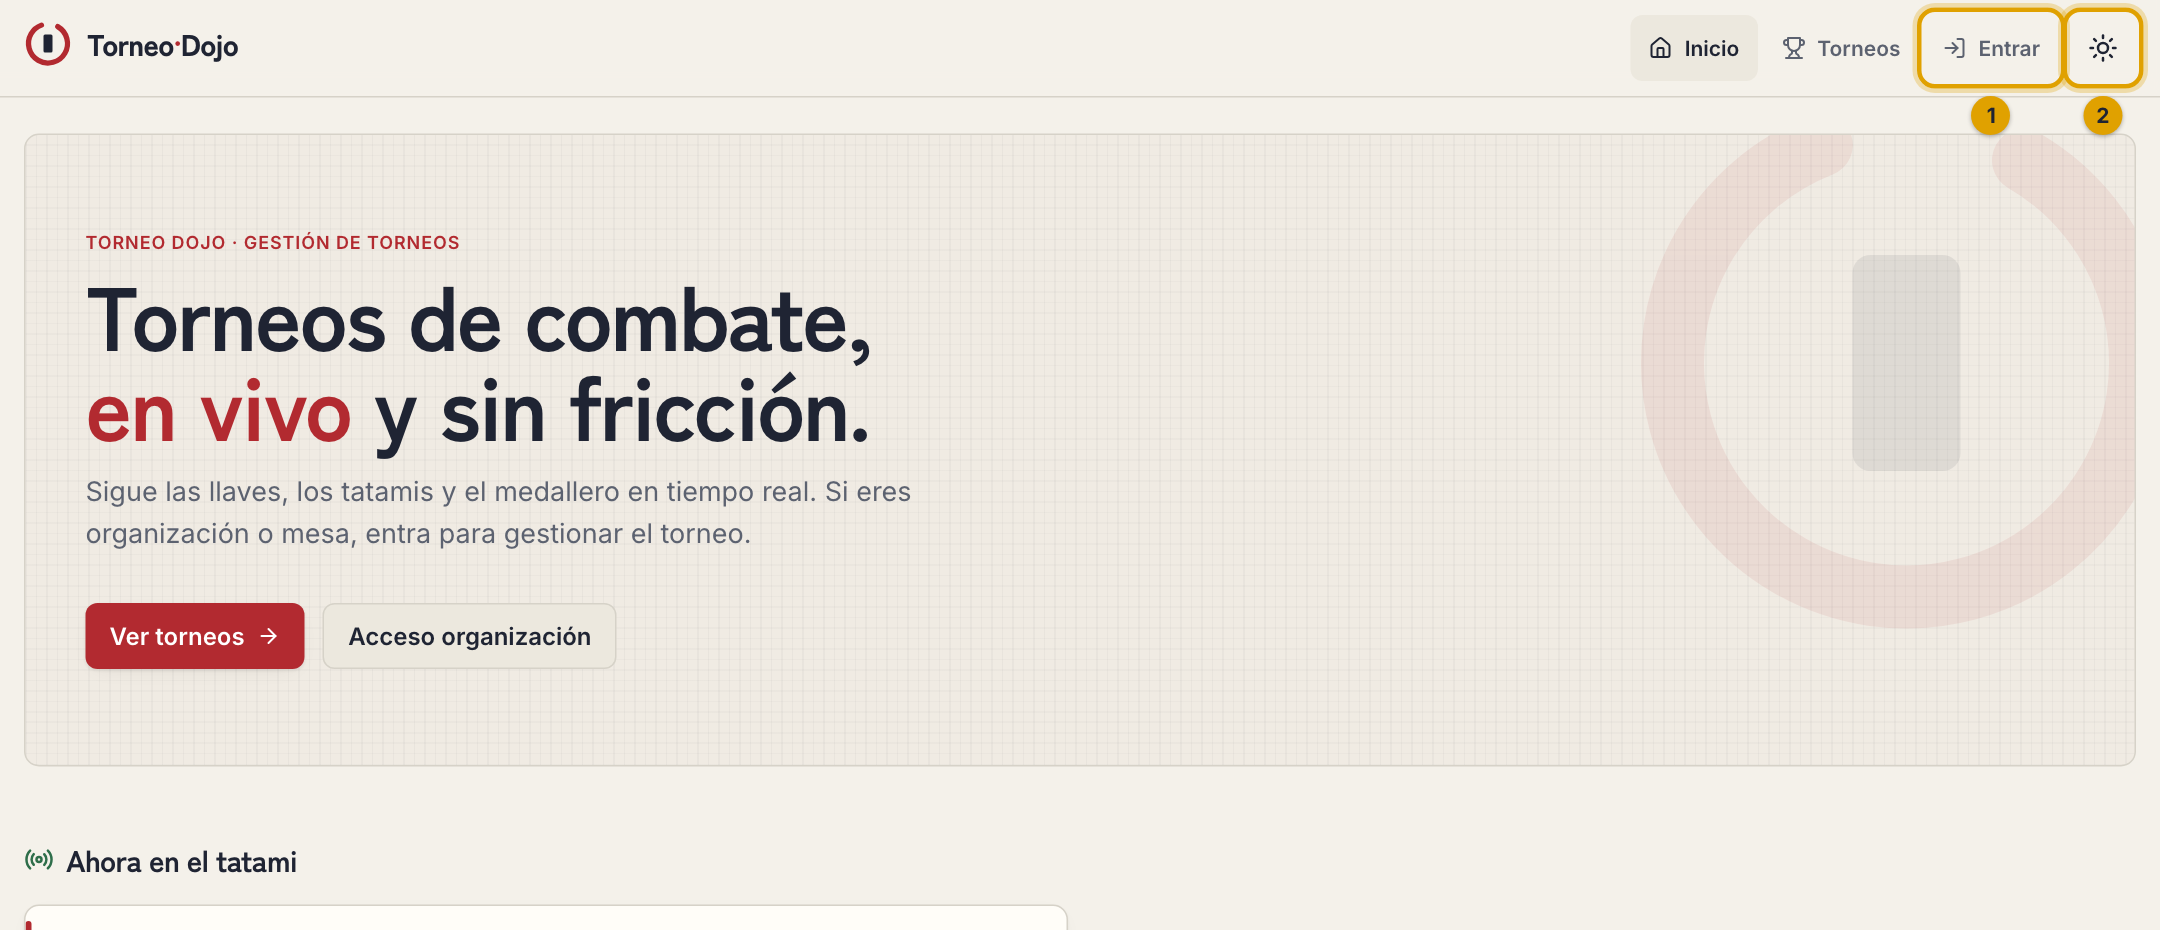 Torneo·Dojo
Inicio
Torneos
Entrar
1
2
TORNEO DOJO · GESTIÓN DE TORNEOS
Torneos de combate,
en vivo y sin fricción.
Sigue las llaves, los tatamis y el medallero en tiempo real. Si eres
organización o mesa, entra para gestionar el torneo.
Ver torneos →
Acceso organización
Ahora en el tatami